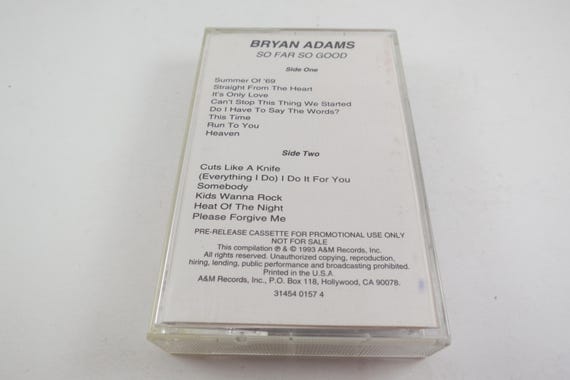 BRYAN ADAMS
SO FAR SO GOOD
Side One
Summer Of '69
Straight From The Heart
It's Only Love
Can't Stop This Thing We Started
Do I Have To Say The Words?
This Time
Run To You
Heaven
Side Two
Cuts Like A Knife
(Everything I Do) I Do It For You
Somebody
Kids Wanna Rock
Heat Of The Night
Please Forgive Me
PRE-RELEASE CASSETTE FOR PROMOTIONAL USE ONLY
NOT FOR SALE
This compilation ℗ & © 1993 A&M Records, Inc.
All rights reserved. Unauthorized copying, reproduction,
hiring, lending, public performance and broadcasting prohibited.
Printed in the U.S.A
A&M Records, Inc., P.O. Box 118, Hollywood, CA 90078.
31454 0157 4